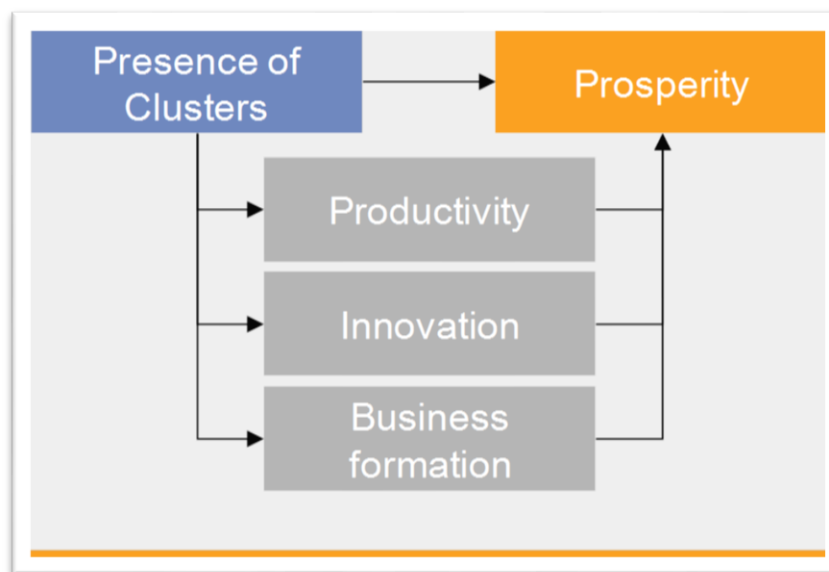 Presence of
Clusters
Prosperity
Productivity
Innovation
Business
formation